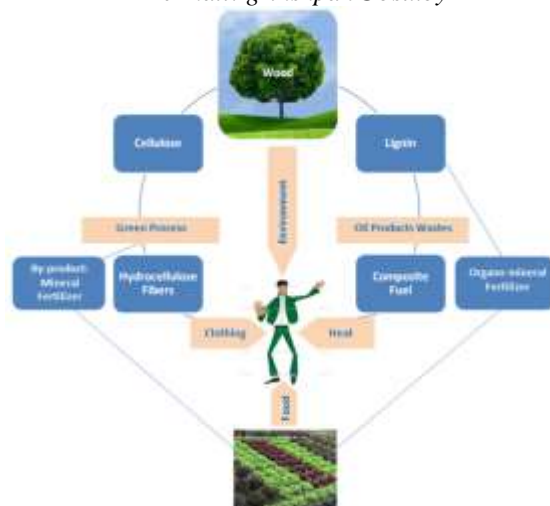 Wood
Cellulose
Lignin
Environment
Green Process
Oil Products Wastes
By product:
Mineral
Fertilizer
Hydrocellulose
Fibers
Composite
Fuel
Organo-mineral
Fertilizer
Clothing
Heat
Food